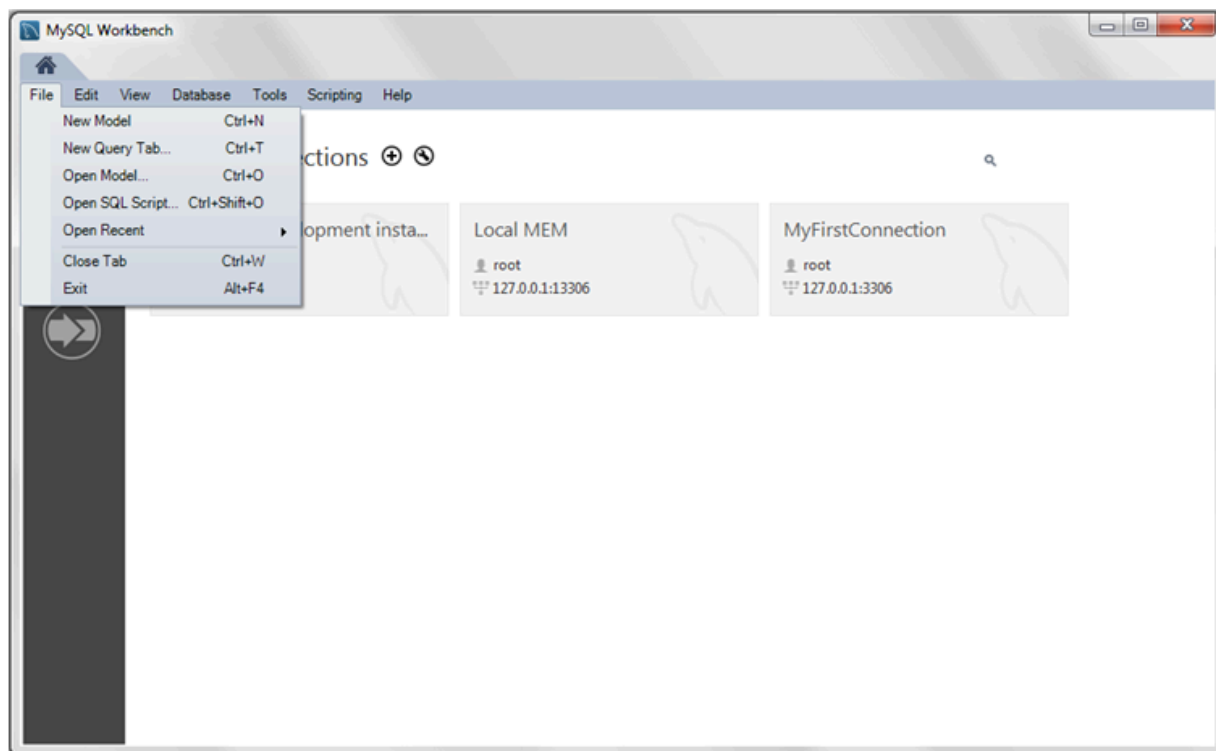 MySQL Workbench
File Edit View Database Tools Scripting Help
New Model Ctrl+N
New Query Tab... Ctrl+T
Open Model... Ctrl+O
Open SQL Script... Ctrl+Shift+O
Open Recent
Close Tab Ctrl+W
Exit Alt+F4
ctions
opment insta...
Local MEM
root
127.0.0.1:13306
MyFirstConnection
root
127.0.0.1:3306